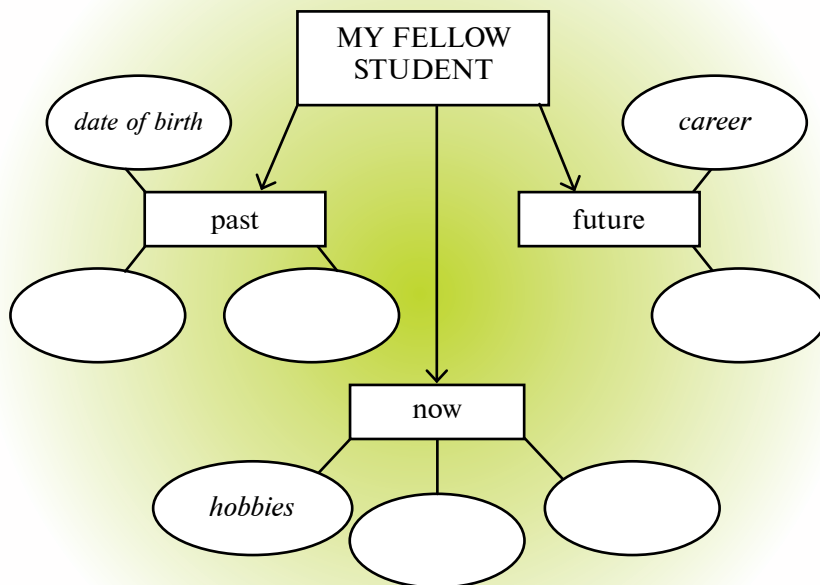 MY FELLOW
STUDENT
date of birth
career
past
future
now
hobbies